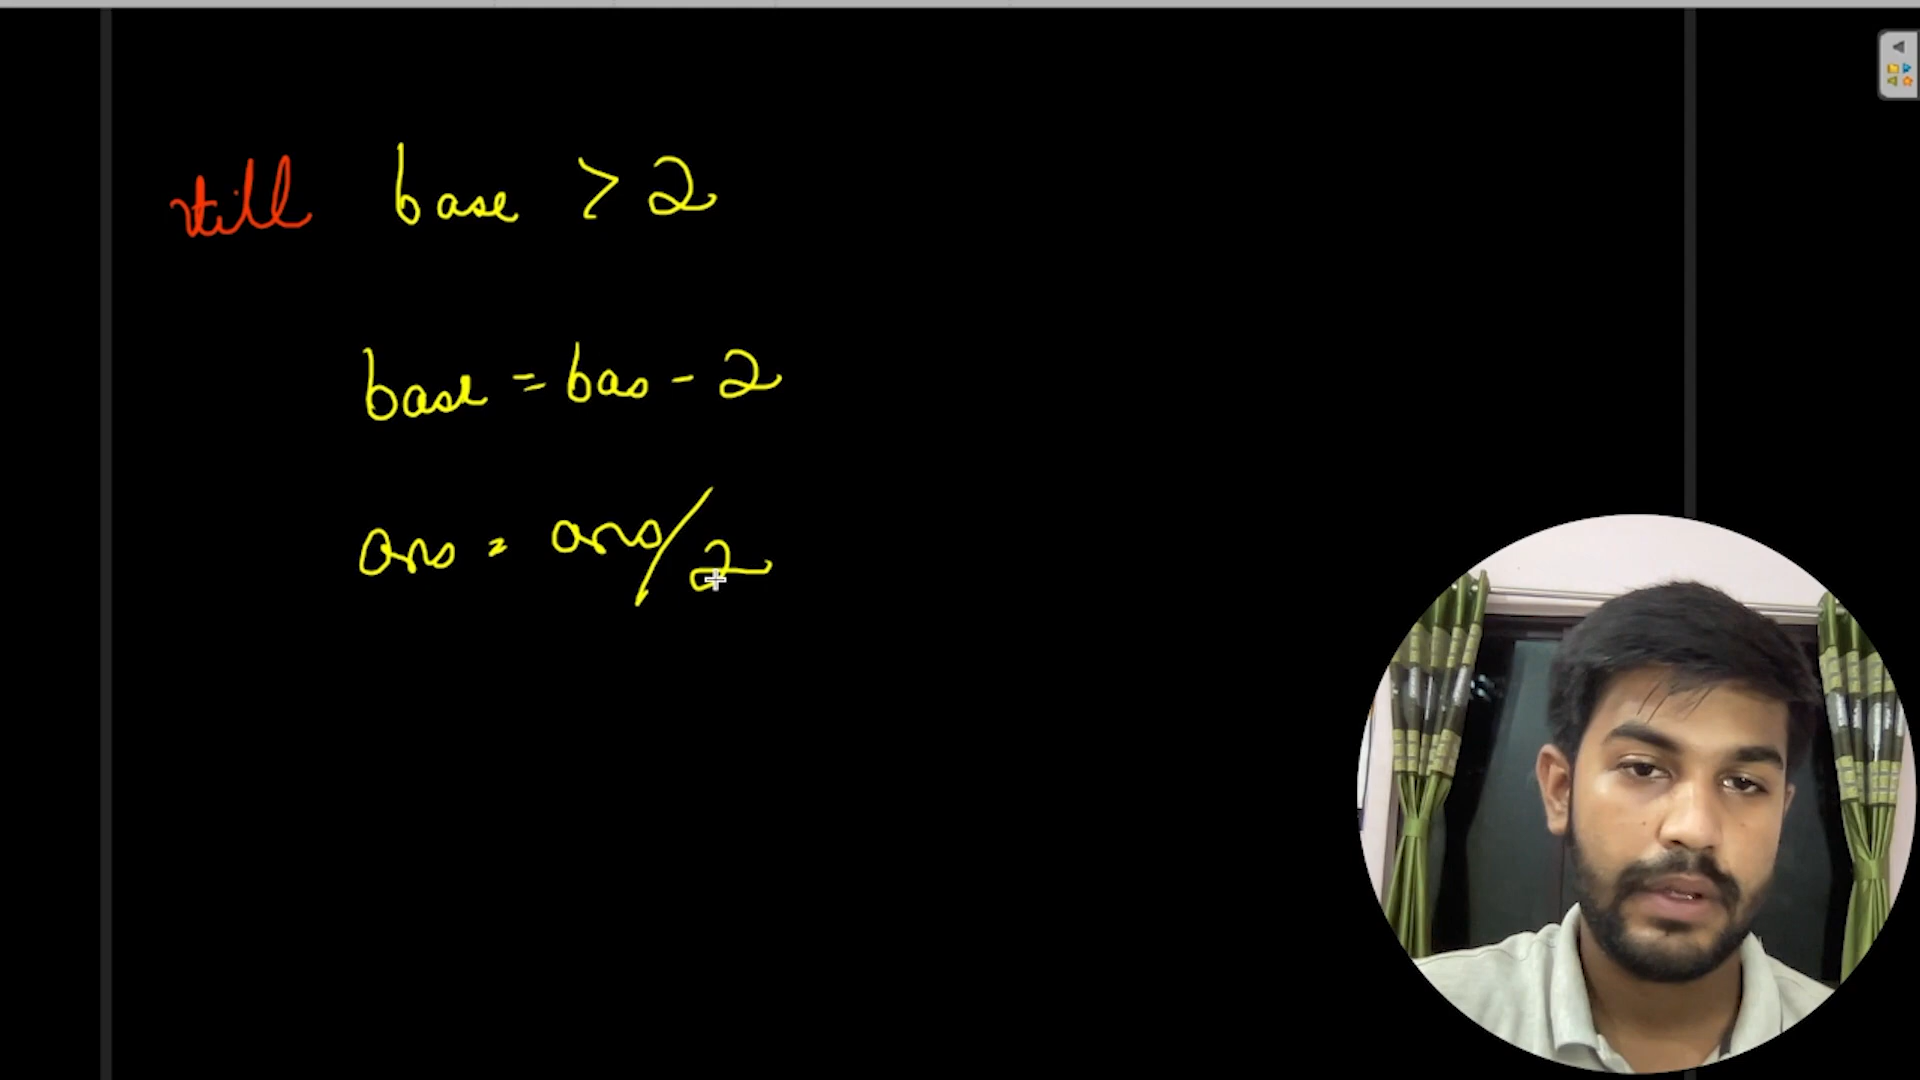 till base > 2
base = bas - 2
ans = ans/2